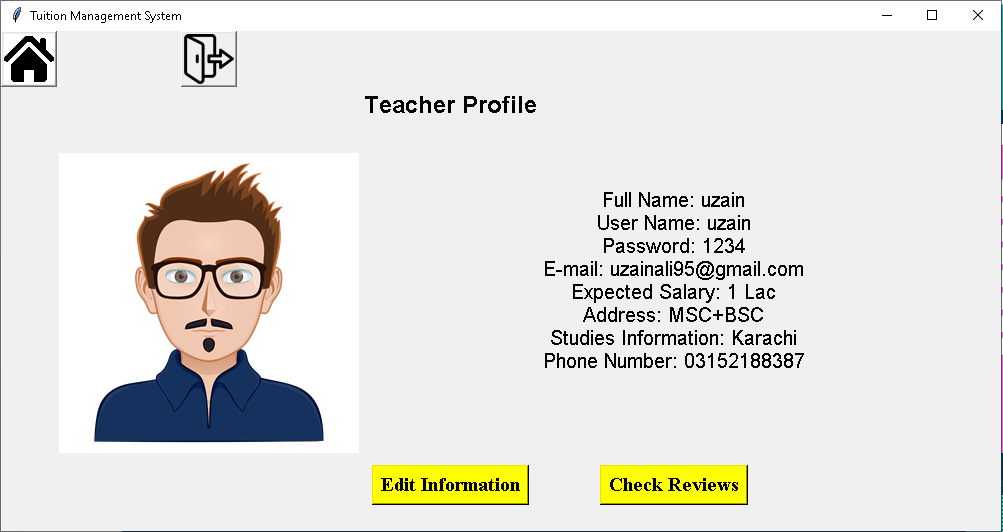 Tuition Management System
Teacher Profile
Full Name: uzain
User Name: uzain
Password: 1234
E-mail: uzainali95@gmail.com
Expected Salary: 1 Lac
Address: MSC+BSC
Studies Information: Karachi
Phone Number: 03152188387
Edit Information
Check Reviews